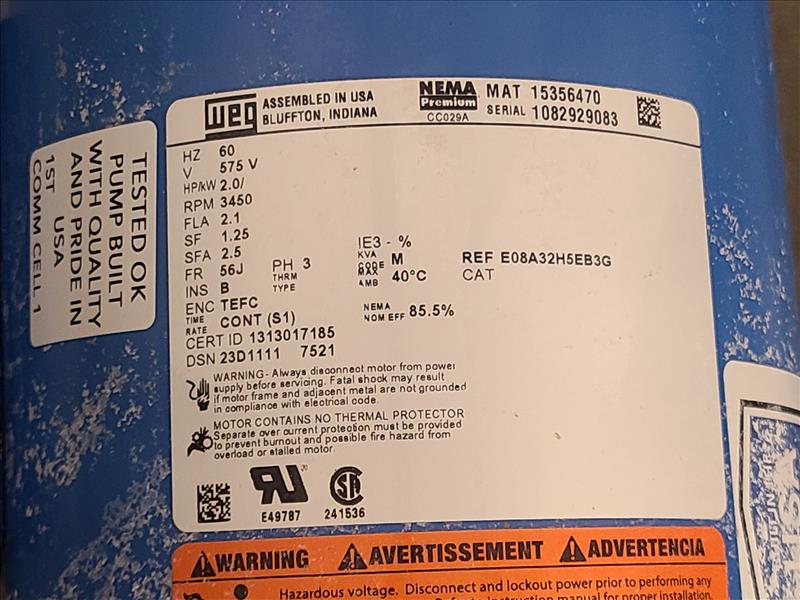 WEG ASSEMBLED IN USA
BLUFFTON, INDIANA
NEMA
Premium
CC029A
MAT 15356470
SERIAL 1082929083
HZ 60
V 575 V
HP/kW 2.0/
RPM 3450
FLA 2.1
SF 1.25
SFA 2.5
FR 56J
INS B
ENC TEFC
TIME RATE CONT (S1)
CERT ID 1313017185
DSN 23D1111 7521
PH 3
THRM
TYPE
IE3 - %
KVA CODE M
MAX AMB 40°C
NEMA NOM EFF 85.5%
REF E08A32H5EB3G
CAT
WARNING- Always disconnect motor from power
supply before servicing. Fatal shock may result
if motor frame and adjacent metal are not grounded
in compliance with electrical code.
MOTOR CONTAINS NO THERMAL PROTECTOR
Separate over current protection must be provided
to prevent burnout and possible fire hazard from
overload or stalled motor.
E49787 241536
TESTED OK
PUMP BUILT
WITH QUALITY
AND PRIDE IN
USA
1ST
COMM CELL 1
WARNING AVERTISSEMENT ADVERTENCIA
Hazardous voltage. Disconnect and lockout power prior to performing any
instruction manual for proper installation,